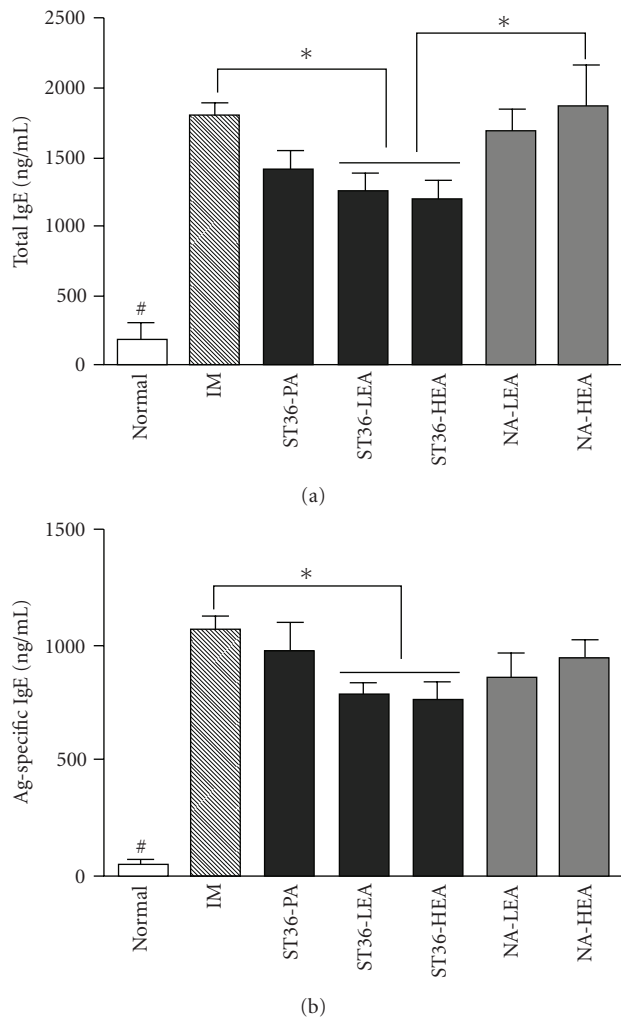 Total IgE (ng/mL)
2500
2000
1500
1000
500
0
#
*
*
Normal
IM
ST36-PA
ST36-LEA
ST36-HEA
NA-LEA
NA-HEA
(a)
Ag-specific IgE (ng/mL)
1500
1000
500
0
#
*
Normal
IM
ST36-PA
ST36-LEA
ST36-HEA
NA-LEA
NA-HEA
(b)